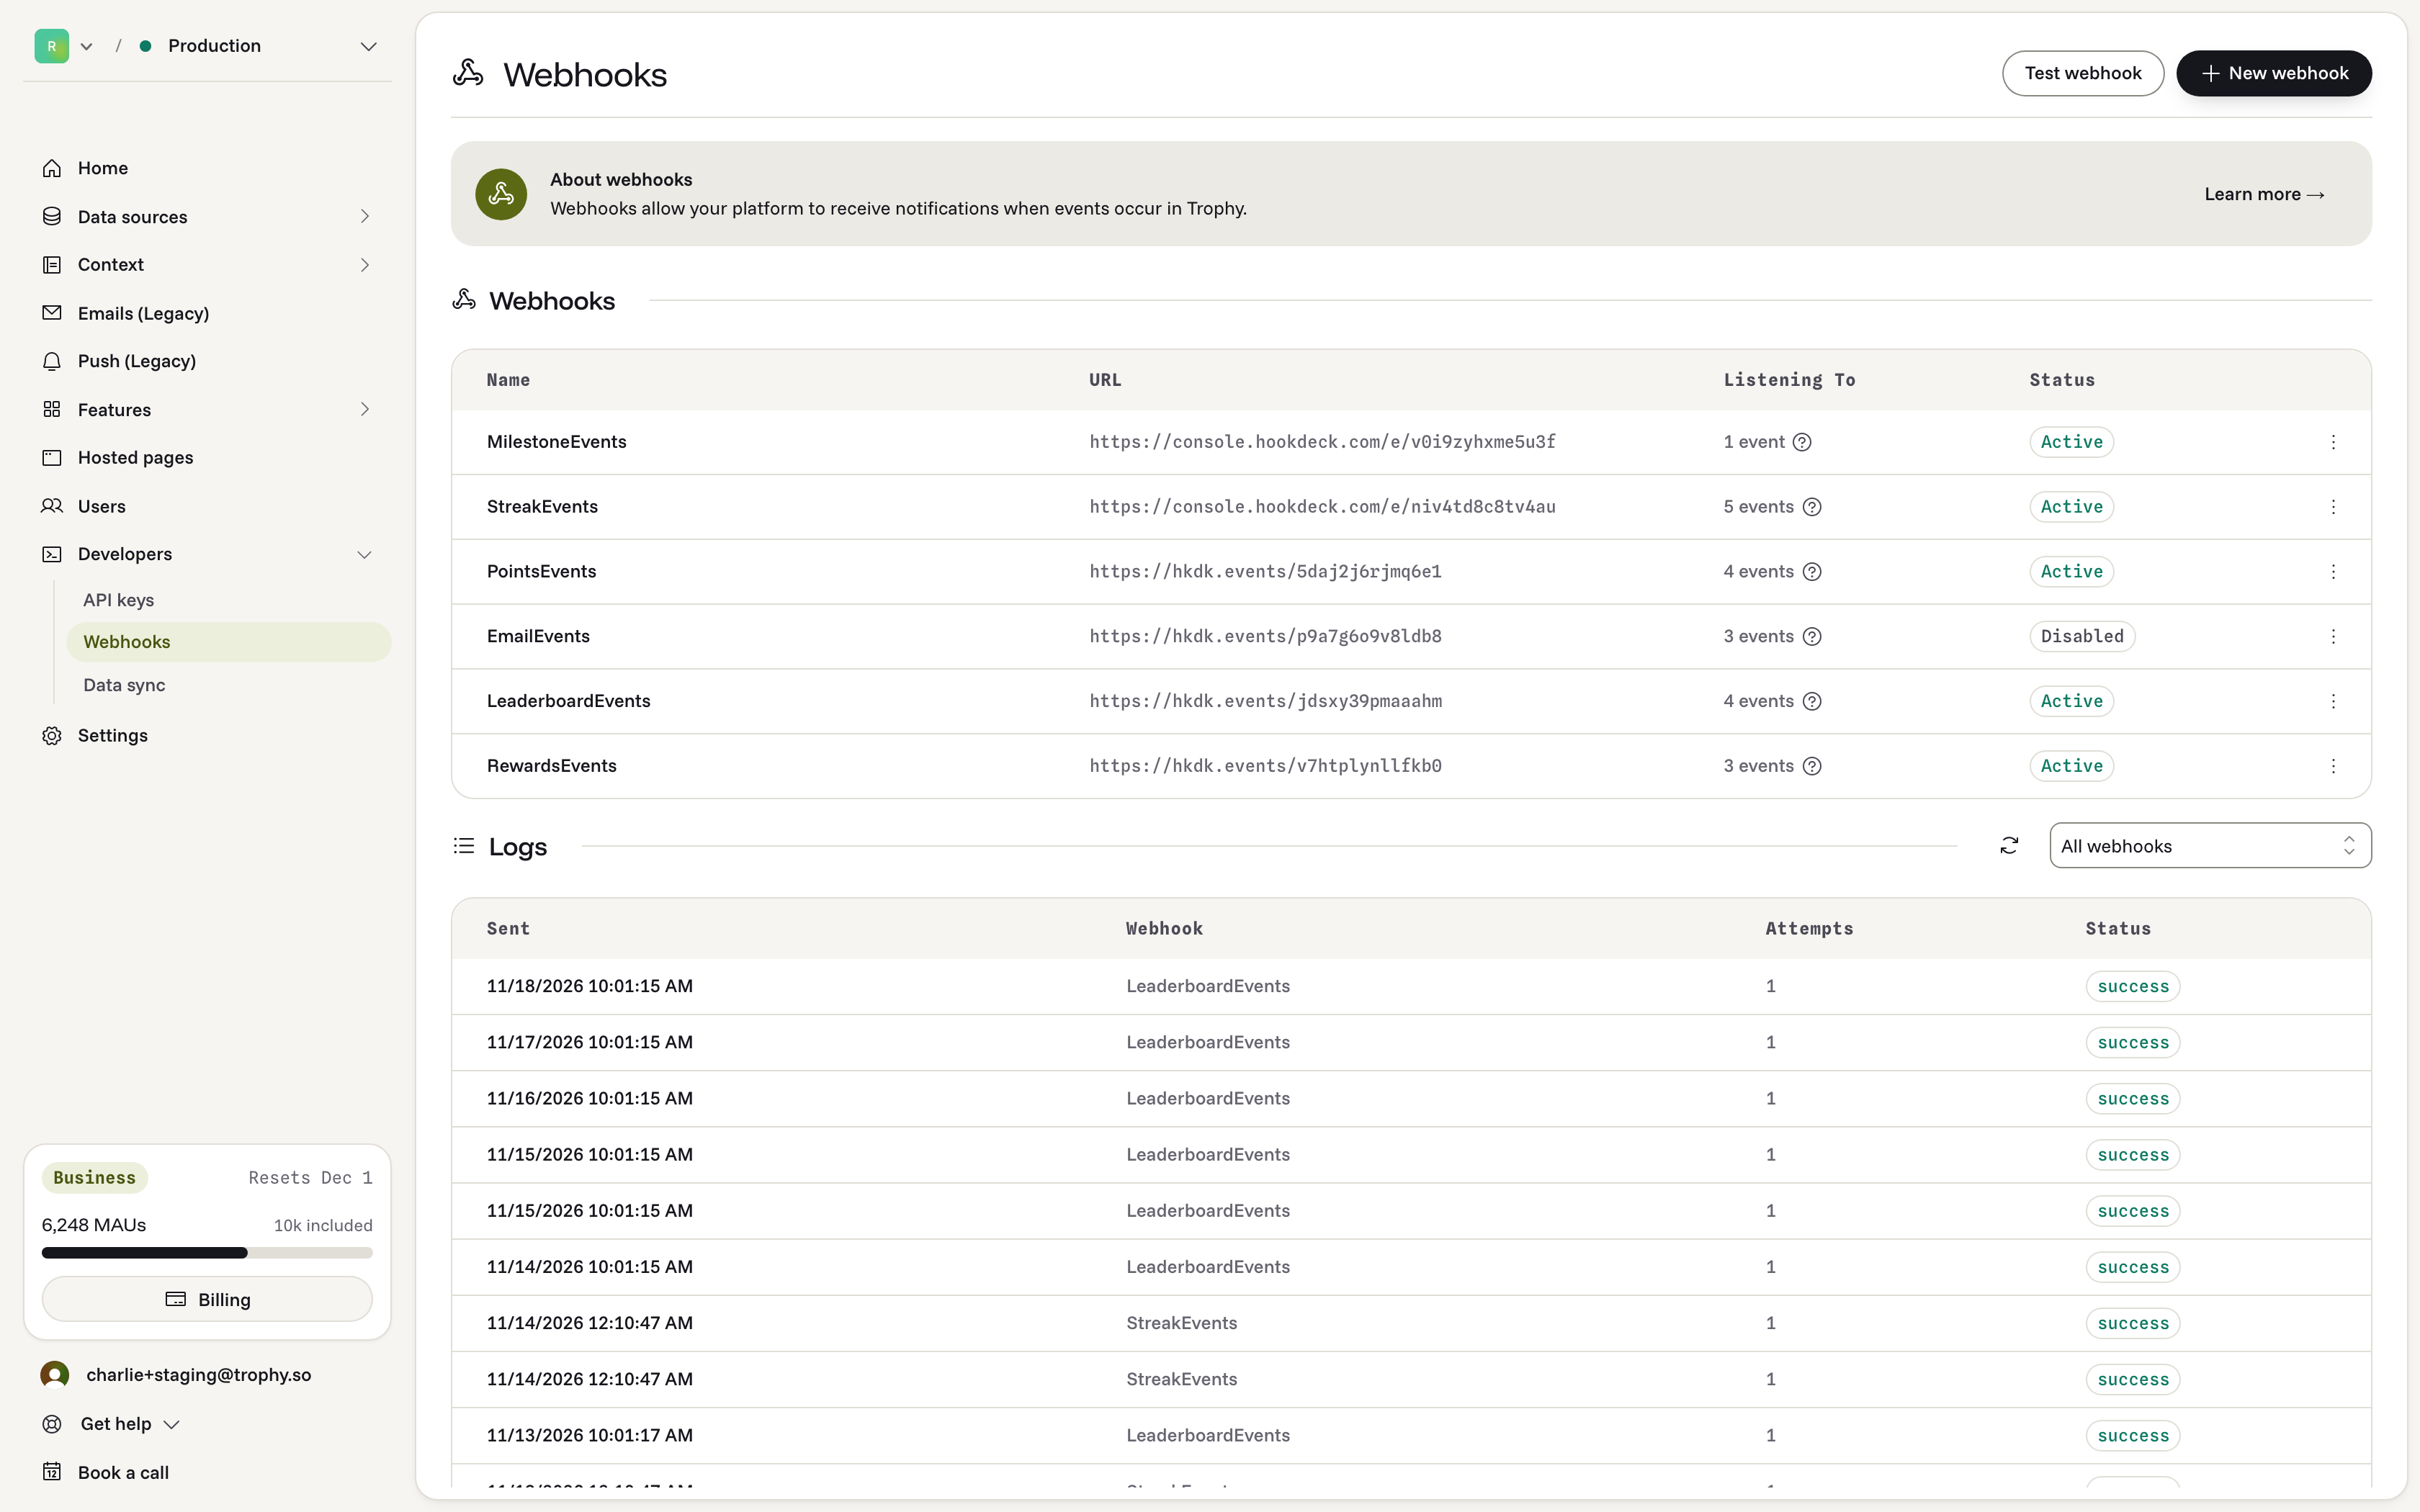 R / Production
Home
Data sources
Context
Emails (Legacy)
Push (Legacy)
Features
Hosted pages
Users
Developers
API keys
Webhooks
Data sync
Settings
Business Resets Dec 1
6,248 MAUs 10k included
Billing
charlie+staging@trophy.so
Get help
12 Book a call
Webhooks Test webhook New webhook
About webhooks
Webhooks allow your platform to receive notifications when events occur in Trophy.
Learn more →
Webhooks
Name URL Listening To Status
MilestoneEvents https://console.hookdeck.com/e/v0i9zyhxme5u3f 1 event ? Active
StreakEvents https://console.hookdeck.com/e/niv4td8c8tv4au 5 events ? Active
PointsEvents https://hkdk.events/5daj2j6rjmq6e1 4 events ? Active
EmailEvents https://hkdk.events/p9a7g6o9v8ldb8 3 events ? Disabled
LeaderboardEvents https://hkdk.events/jdsxy39pmaaahm 4 events ? Active
RewardsEvents https://hkdk.events/v7htplynllfkb0 3 events ? Active
Logs All webhooks
Sent Webhook Attempts Status
11/18/2026 10:01:15 AM LeaderboardEvents 1 success
11/17/2026 10:01:15 AM LeaderboardEvents 1 success
11/16/2026 10:01:15 AM LeaderboardEvents 1 success
11/15/2026 10:01:15 AM LeaderboardEvents 1 success
11/15/2026 10:01:15 AM LeaderboardEvents 1 success
11/14/2026 10:01:15 AM LeaderboardEvents 1 success
11/14/2026 12:10:47 AM StreakEvents 1 success
11/14/2026 12:10:47 AM StreakEvents 1 success
11/13/2026 10:01:17 AM LeaderboardEvents 1 success